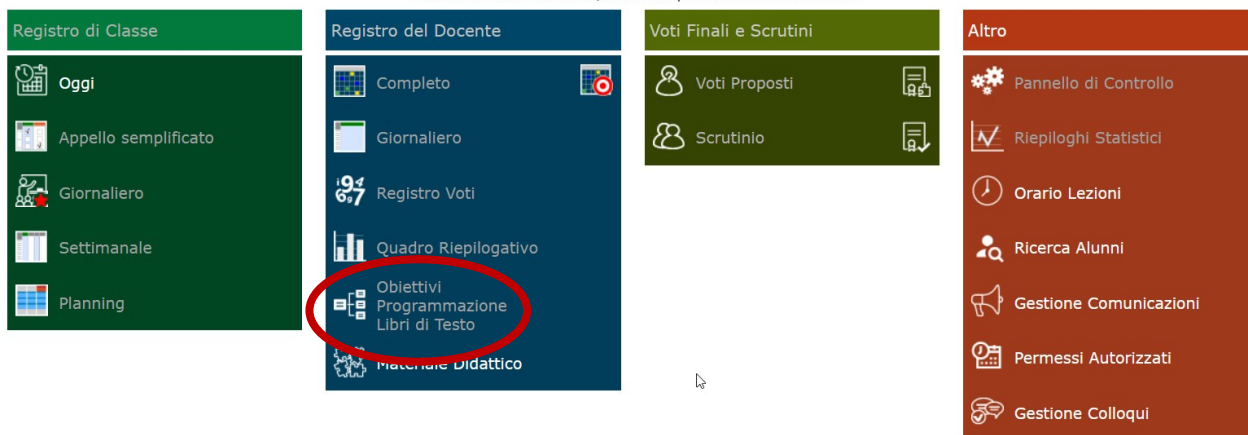 Registro di Classe
Oggi
Appello semplificato
Giornaliero
Settimanale
Planning
Registro del Docente
Completo
Giornaliero
Registro Voti
Quadro Riepilogativo
Obiettivi
Programmazione
Libri di Testo
Materiale Didattico
Voti Finali e Scrutini
Voti Proposti
Scrutinio
Altro
Pannello di Controllo
Riepiloghi Statistici
Orario Lezioni
Ricerca Alunni
Gestione Comunicazioni
Permessi Autorizzati
Gestione Colloqui